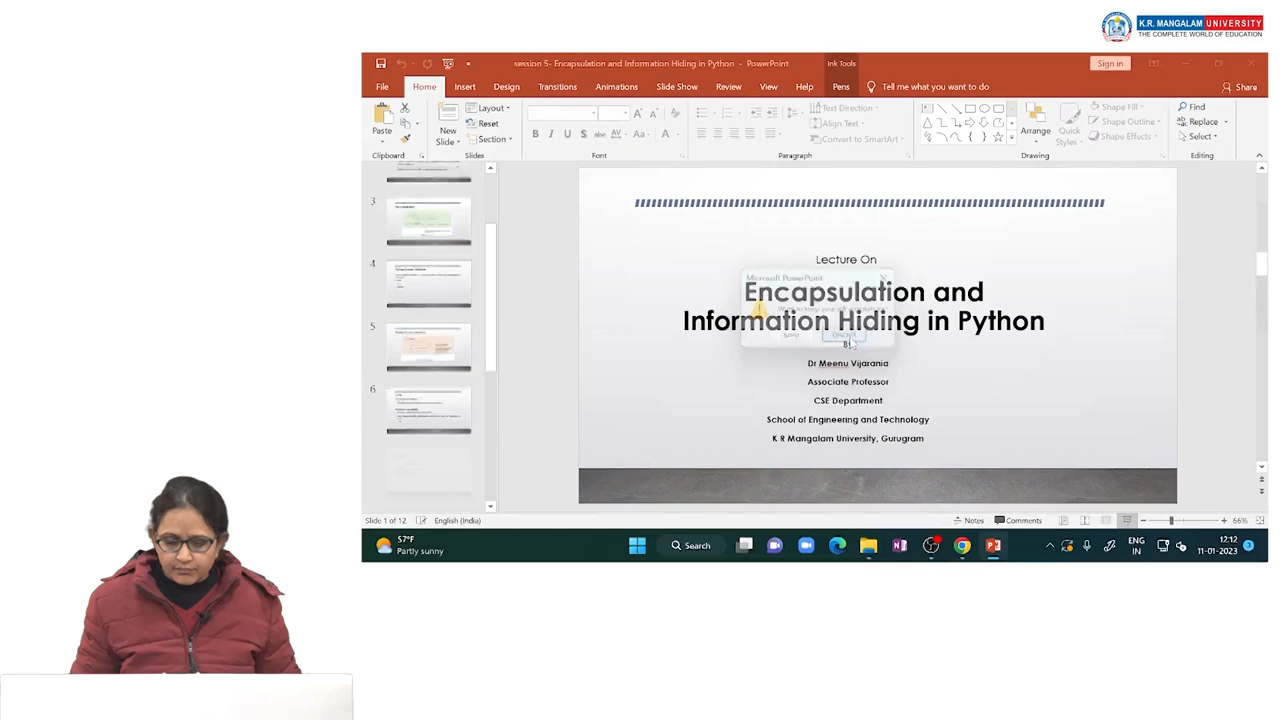 K.R. MANGALAM UNIVERSITY
THE COMPLETE WORLD OF EDUCATION
session 5- Encapsulation and Information Hiding in Python - PowerPoint
Ink Tools
Sign in
File Home Insert Design Transitions Animations Slide Show Review View Help Pens Tell me what you want to do Share
Paste
New Slide
Layout
Reset
Section
Text Direction
Align Text
Convert to SmartArt
Arrange
Quick Styles
Shape Fill
Shape Outline
Shape Effects
Find
Replace
Select
Clipboard Slides Font Paragraph Drawing Editing
3
4
5
6
Lecture On
Microsoft PowerPoint
Encapsulation and
Information Hiding in Python
Dr Meenu Vijarania
Associate Professor
CSE Department
School of Engineering and Technology
K R Mangalam University, Gurugram
Slide 1 of 12 English (India) Notes Comments 66%
57°F
Partly sunny
Search
ENG
IN
12:12
11-01-2023